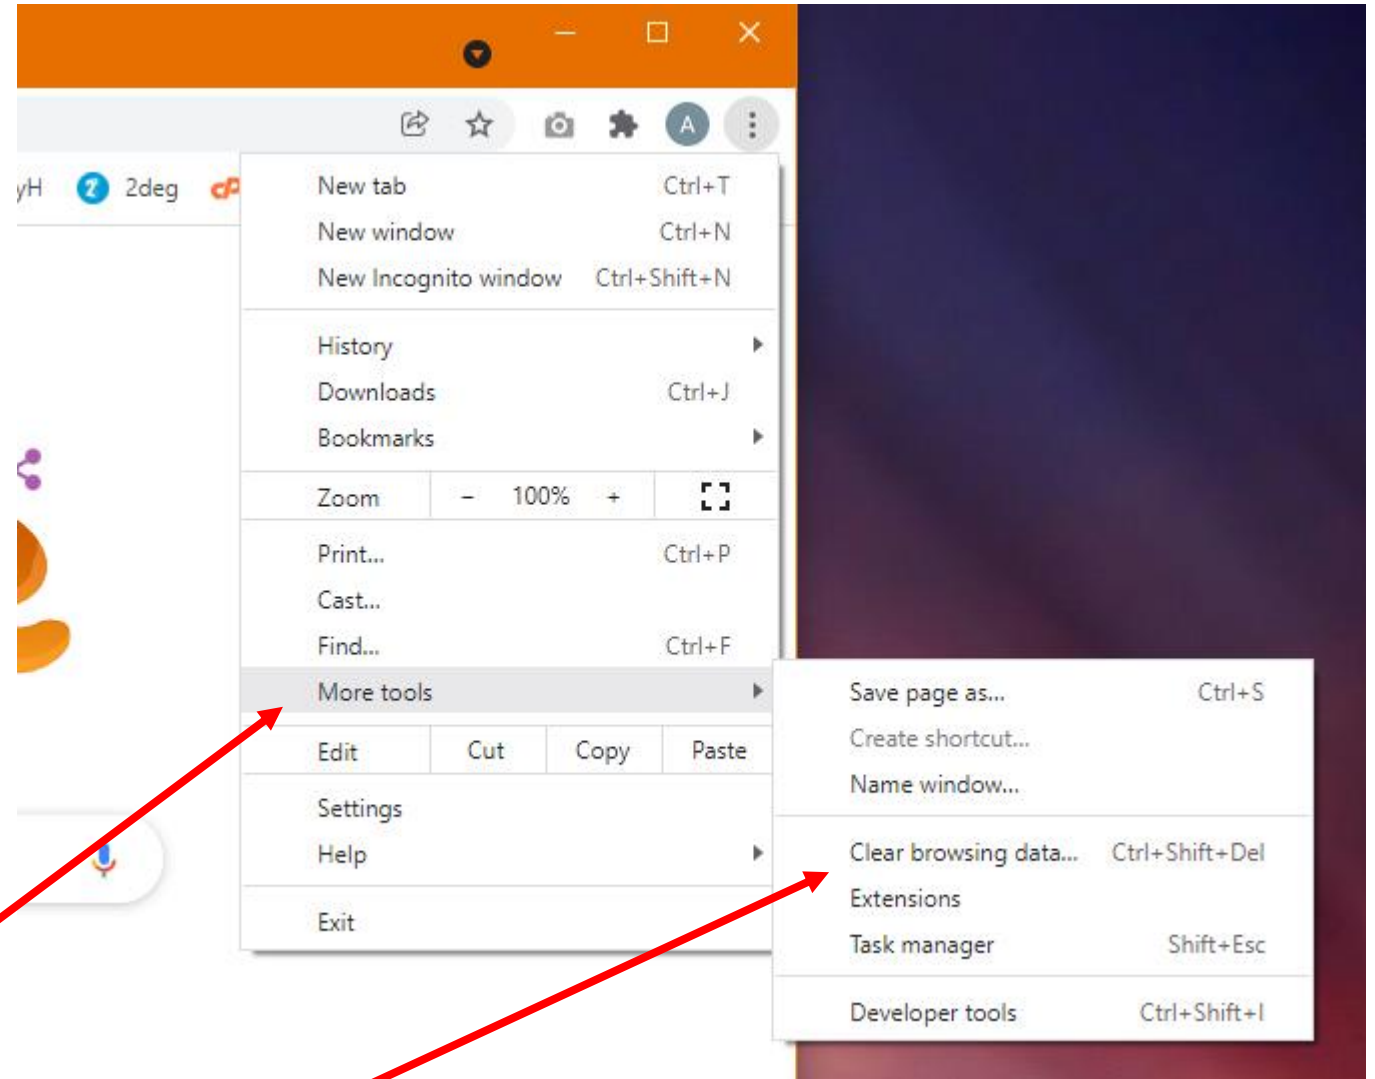 A
yH 2deg cP
New tab Ctrl+T
New window Ctrl+N
New Incognito window Ctrl+Shift+N
History
Downloads Ctrl+J
Bookmarks
Zoom - 100% +
Print... Ctrl+P
Cast...
Find... Ctrl+F
More tools
Edit Cut Copy Paste
Settings
Help
Exit
Save page as... Ctrl+S
Create shortcut...
Name window...
Clear browsing data... Ctrl+Shift+Del
Extensions
Task manager Shift+Esc
Developer tools Ctrl+Shift+I